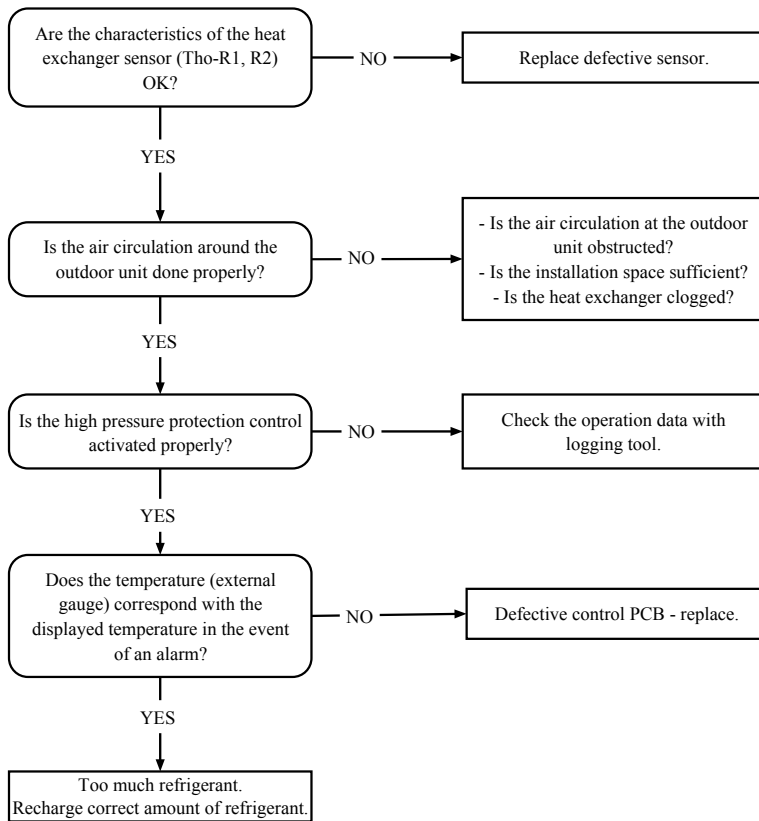 Are the characteristics of the heat
exchanger sensor (Tho-R1, R2)
OK?
NO
Replace defective sensor.
YES
Is the air circulation around the
outdoor unit done properly?
NO
- Is the air circulation at the outdoor
unit obstructed?
- Is the installation space sufficient?
- Is the heat exchanger clogged?
YES
Is the high pressure protection control
activated properly?
NO
Check the operation data with
logging tool.
YES
Does the temperature (external
gauge) correspond with the
displayed temperature in the event
of an alarm?
NO
Defective control PCB - replace.
YES
Too much refrigerant.
Recharge correct amount of refrigerant.